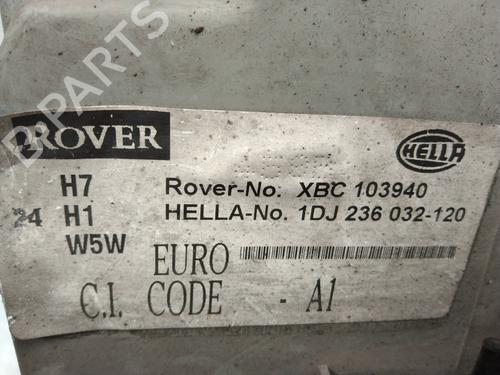 B-PARTS
ROVER
HELLA
H7
Rover-No. XBC 103940
24 H1
HELLA-No. 1DJ 236 032-120
W5W
EURO
C.I. CODE - A1